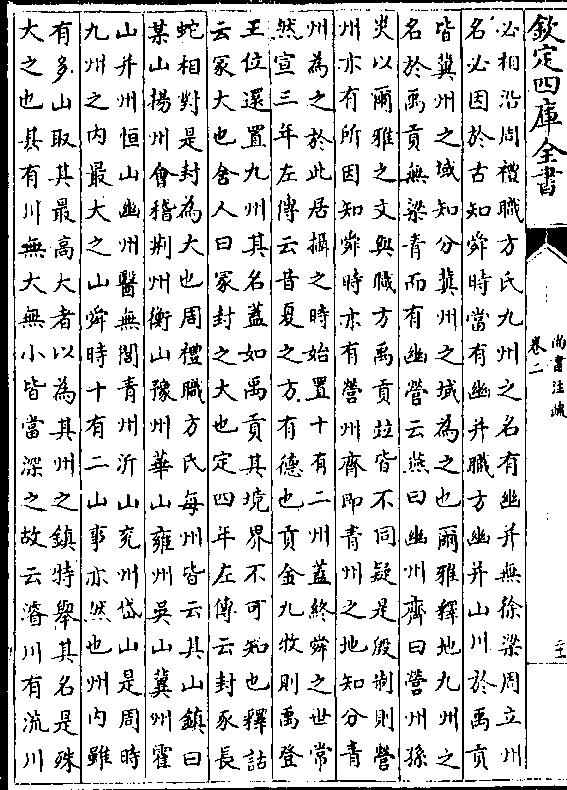 欽定四庫全書
尚書注疏
卷二
必相沿周禮職方氏九州之名有幽并無徐梁周立州
名必因於古知舜時當有幽并職方幽并山川於禹貢
皆冀州之域知分冀州之域為之也爾雅釋地九州之
名於禹貢無梁青而有幽營云燕曰幽州齊曰營州孫
炎以爾雅之文與職方禹貢竝皆不同疑是殷制則營
州亦有所因知舜時亦有營州齊即青州之地知分青
州為之於此居攝之時始置十有二州蓋終舜之世常
然宣三年左傳云昔夏之方有德也貢金九牧則禹登
王位還置九州其名蓋如禹貢其境界不可知也釋詁
云冢大也舍人曰冢封之大也定四年左傳云封豕長
蛇相對是封為大也周禮職方氏每州皆云其山鎮曰
某山揚州會稽荆州衡山豫州華山雍州吳山冀州霍
山并州恒山幽州醫無閭青州沂山兖州岱山是周時
九州之内最大之山舜時十有二山事亦然也州内雖
有多山取其最高大者以為其州之鎮特舉其名是殊
大之也其有川無大無小皆當深之故云濬川有流川